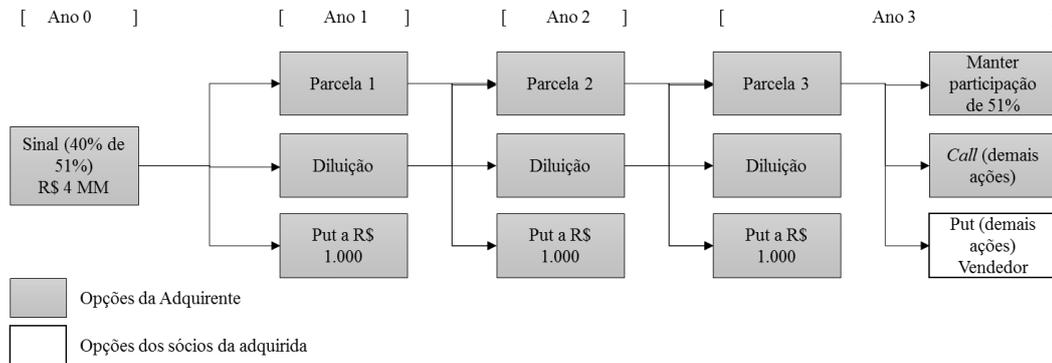 [ Ano 0 ]
[ Ano 1 ]
[ Ano 2 ]
[ Ano 3
Sinal (40% de
51%)
R$ 4 MM
Parcela 1
Diluição
Put a R$
1.000
Parcela 2
Diluição
Put a R$
1.000
Parcela 3
Diluição
Put a R$
1.000
Manter
participação
de 51%
Call (demais
ações)
Put (demais
ações)
Vendedor
Opções da Adquirente
Opções dos sócios da adquirida